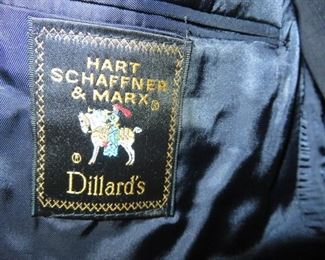 HART
SCHAFFNER
& MARX®
Dillard's